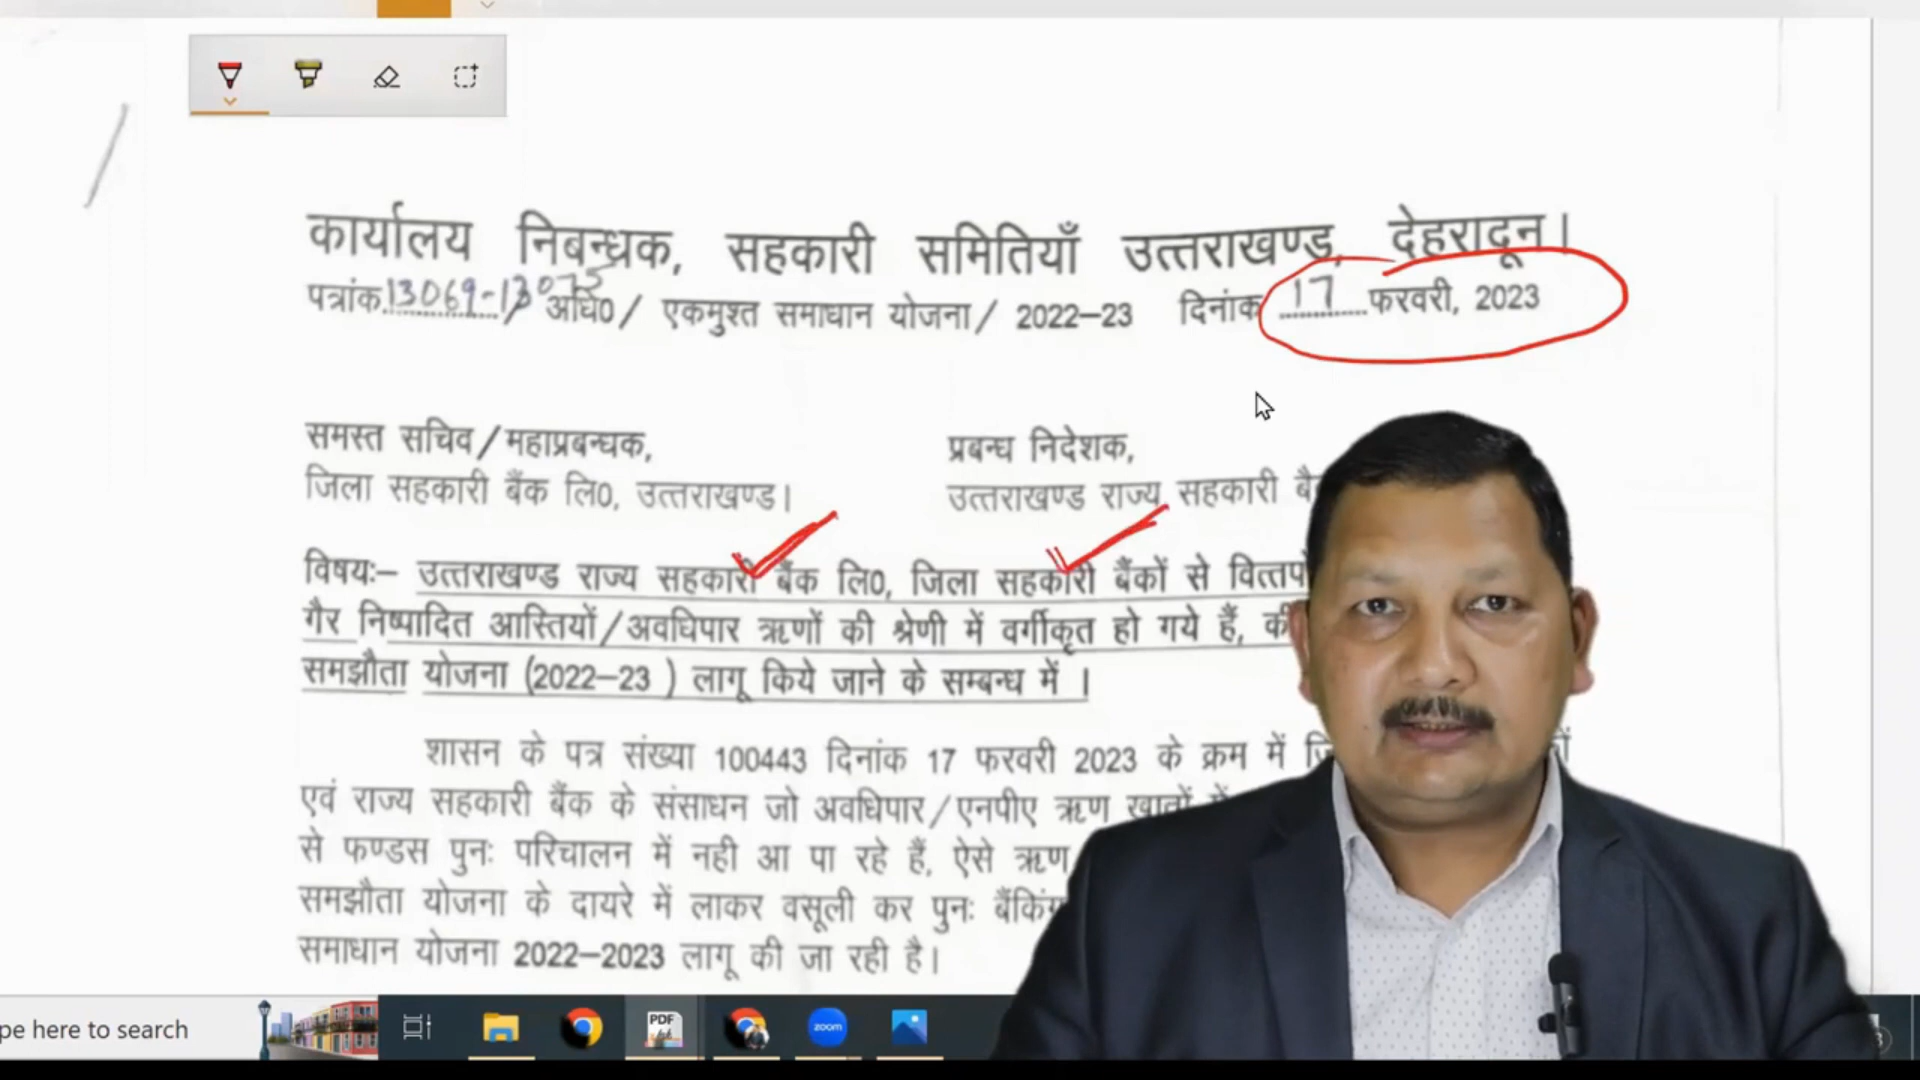 कार्यालय निबन्धक, सहकारी समितियाँ उत्तराखण्ड, देहरादून।
पत्रांक 13069-13075 / अधि0/ एकमुश्त समाधान योजना/ 2022–23 दिनांक 17 फरवरी, 2023
समस्त सचिव/महाप्रबन्धक, प्रबन्ध निदेशक,
जिला सहकारी बैंक लि0, उत्तराखण्ड। उत्तराखण्ड राज्य सहकारी
विषयः– उत्तराखण्ड राज्य सहकारी बैंक लि0, जिला सहकारी बैंकों से
गैर निष्पादित आस्तियों/अवधिपार ऋणों की श्रेणी में वर्गीकृत हो गये हैं,
समझौता योजना (2022–23 ) लागू किये जाने के सम्बन्ध में ।
शासन के पत्र संख्या 100443 दिनांक 17 फरवरी 2023 के क्रम में
एवं राज्य सहकारी बैंक के संसाधन जो अवधिपार/एनपीए ऋण खातों में
से फण्डस पुनः परिचालन में नही आ पा रहे हैं, ऐसे ऋण
समझौता योजना के दायरे में लाकर वसूली कर पुनः
समाधान योजना 2022–2023 लागू की जा रही है।
pe here to search
PDF
zoom